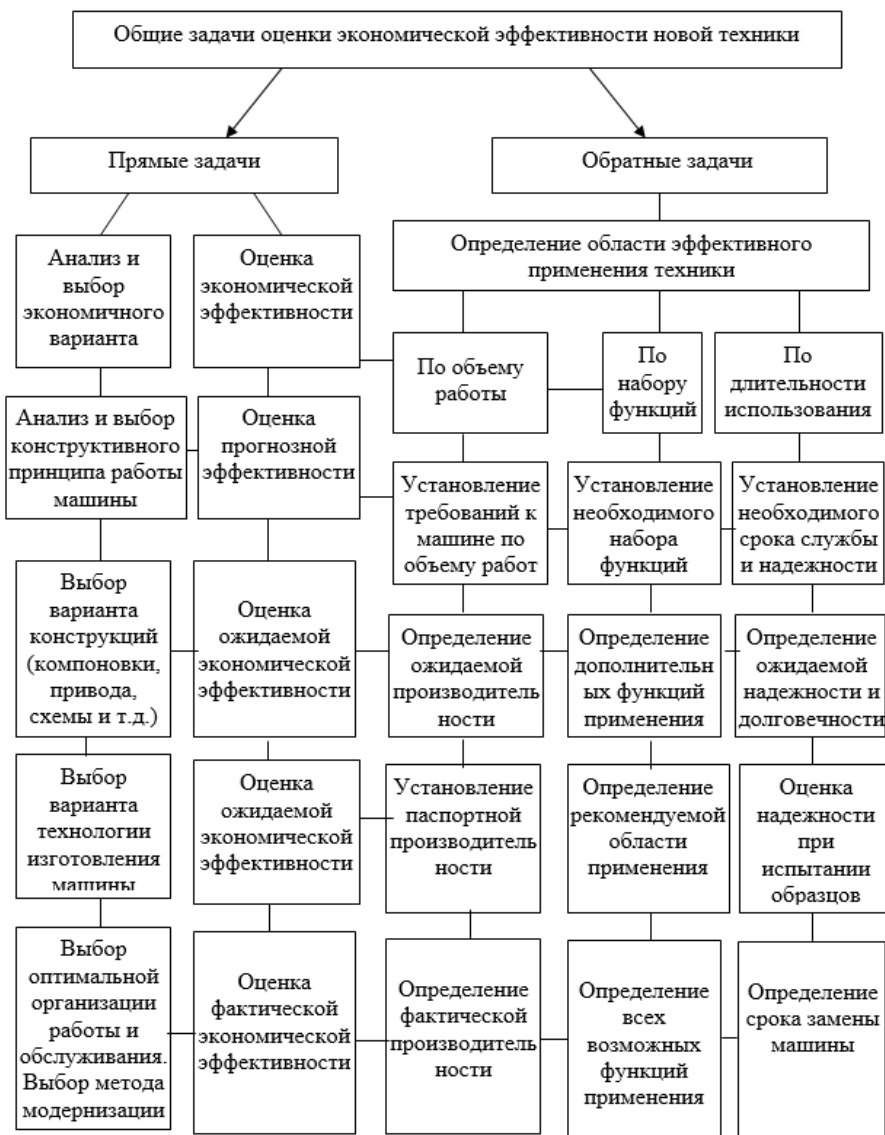 Общие задачи оценки экономической эффективности новой техники
Прямые задачи
Обратные задачи
Определение области эффективного
применения техники
Анализ и
выбор
экономичного
варианта
Оценка
экономической
эффективности
По объему
работы
По
набору
функций
По
длительности
использования
Анализ и выбор
конструктивного
принципа работы
машины
Оценка
прогнозной
эффективности
Установление
требований к
машине по
объему работ
Установление
необходимого
набора
функций
Установление
необходимого
срока службы
и надежности
Выбор
варианта
конструкций
(компоновки,
привода,
схемы и т.д.)
Оценка
ожидаемой
экономической
эффективности
Определение
ожидаемой
производитель
ности
Определение
дополнительн
ых функций
применения
Определение
ожидаемой
надежности и
долговечности
Выбор
варианта
технологии
изготовления
машины
Оценка
ожидаемой
экономической
эффективности
Установление
паспортной
производитель
ности
Определение
рекомендуемой
области
применения
Оценка
надежности
при
испытании
образцов
Выбор
оптимальной
организации
работы и
обслуживания.
Выбор метода
модернизации
Оценка
фактической
экономической
эффективности
Определение
фактической
производитель
ности
Определение
всех
возможных
функций
применения
Определение
срока замены
машины